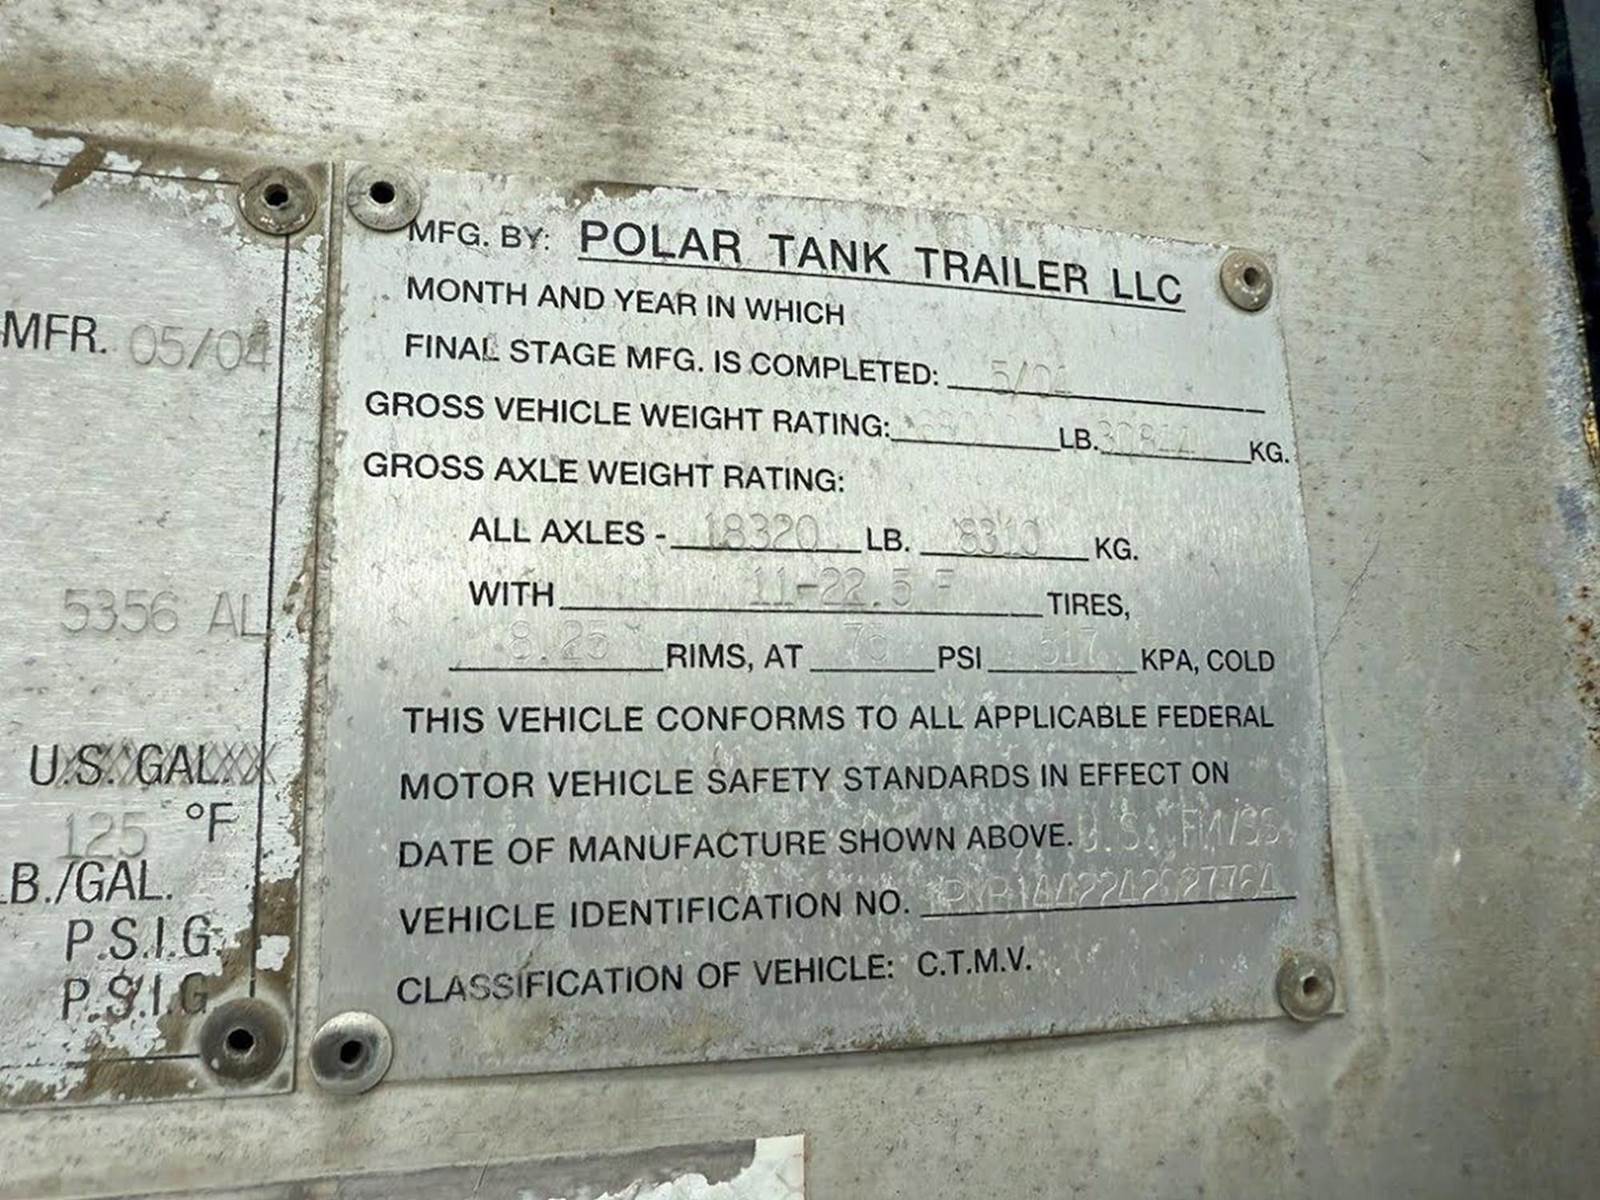 MFR. 05/04
5356 AL
U.S. GAL.
125 °F
LB./GAL.
P.S.I.G.
P.S.I.G
MFG. BY: POLAR TANK TRAILER LLC
MONTH AND YEAR IN WHICH
FINAL STAGE MFG. IS COMPLETED: 5/04
GROSS VEHICLE WEIGHT RATING: LB. KG.
GROSS AXLE WEIGHT RATING:
ALL AXLES - 18320 LB. 8310 KG.
WITH 11-22.5 F TIRES,
8.25 RIMS, AT 75 PSI 517 KPA, COLD
THIS VEHICLE CONFORMS TO ALL APPLICABLE FEDERAL
MOTOR VEHICLE SAFETY STANDARDS IN EFFECT ON
DATE OF MANUFACTURE SHOWN ABOVE. U.S. FMVSS
VEHICLE IDENTIFICATION NO.
CLASSIFICATION OF VEHICLE: C.T.M.V.